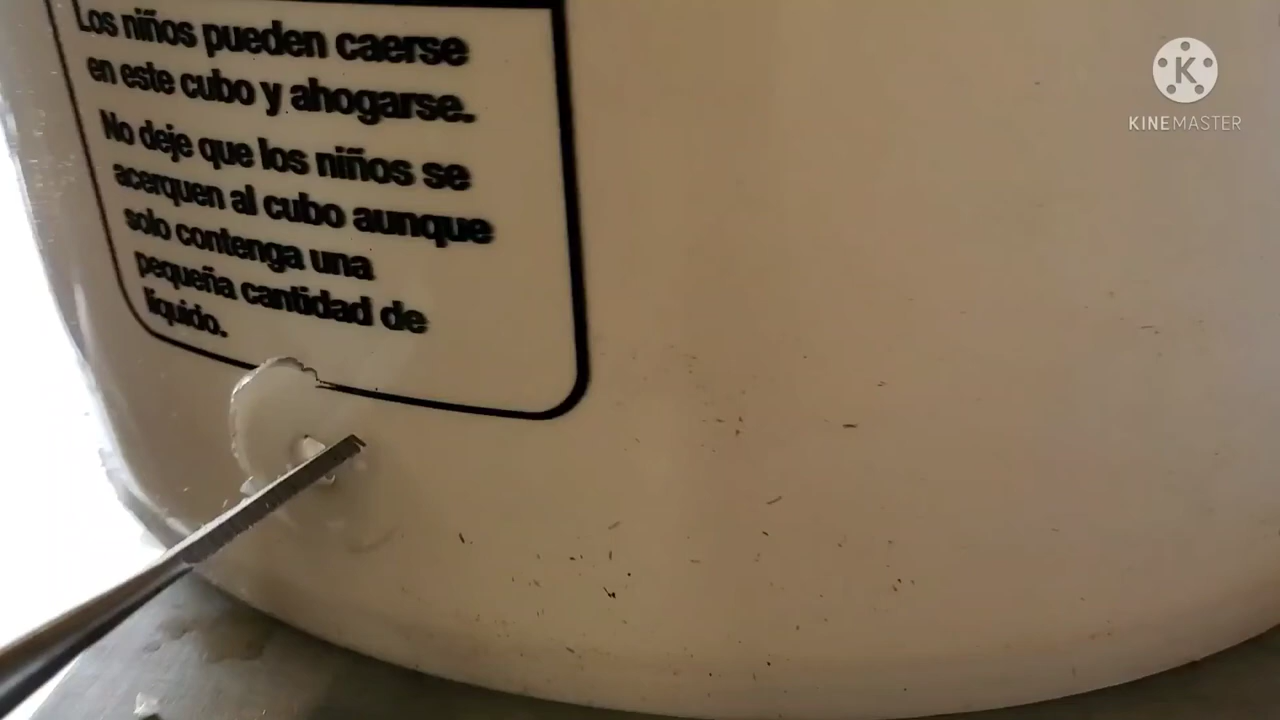 Los niños pueden caerse
en este cubo y ahogarse.
No deje que los niños se
acerquen al cubo aunque
solo contenga una
pequeña cantidad de
líquido.
K
KINEMASTER